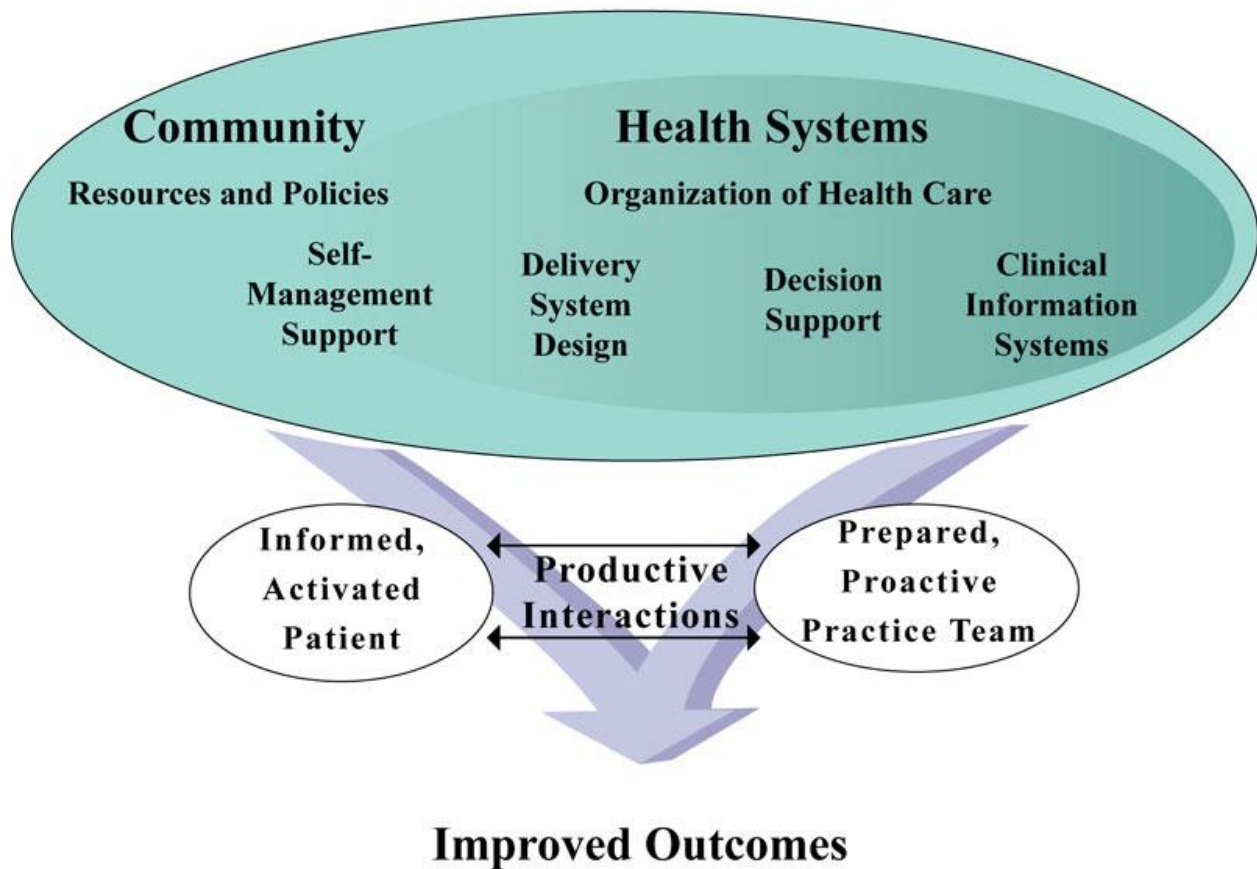 Community
Health Systems
Resources and Policies
Organization of Health Care
Self-
Management
Support
Delivery
System
Design
Decision
Support
Clinical
Information
Systems
Informed,
Activated
Patient
Productive
Interactions
Prepared,
Proactive
Practice Team
Improved Outcomes